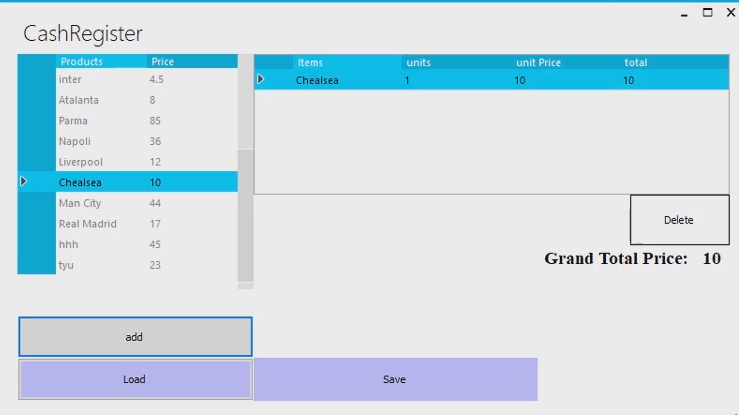 CashRegister
Products Price
inter 4.5
Atalanta 8
Parma 85
Napoli 36
Liverpool 12
Chealsea 10
Man City 44
Real Madrid 17
hhh 45
tyu 23
Items units unit Price total
Chealsea 1 10 10
Delete
Grand Total Price: 10
add
Load
Save